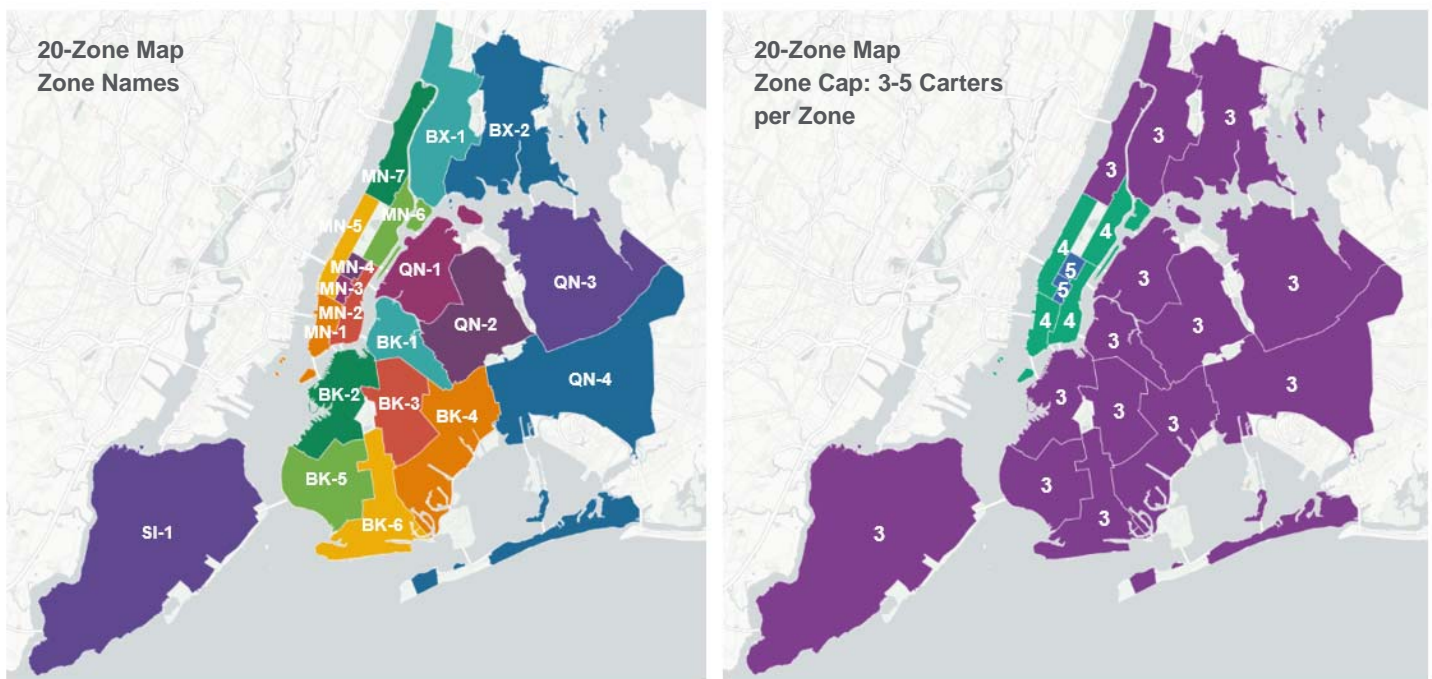 20-Zone Map
Zone Names
BX-1
BX-2
MN-7
MN-6
MN-5
MN-4
MN-3
MN-2
MN-1
QN-1
QN-2
QN-3
QN-4
BK-1
BK-2
BK-3
BK-4
BK-5
BK-6
SI-1
20-Zone Map
Zone Cap: 3-5 Carters
per Zone
3
3
3
4
4
5
5
4
4
3
3
3
3
3
3
3
3
3
3
3